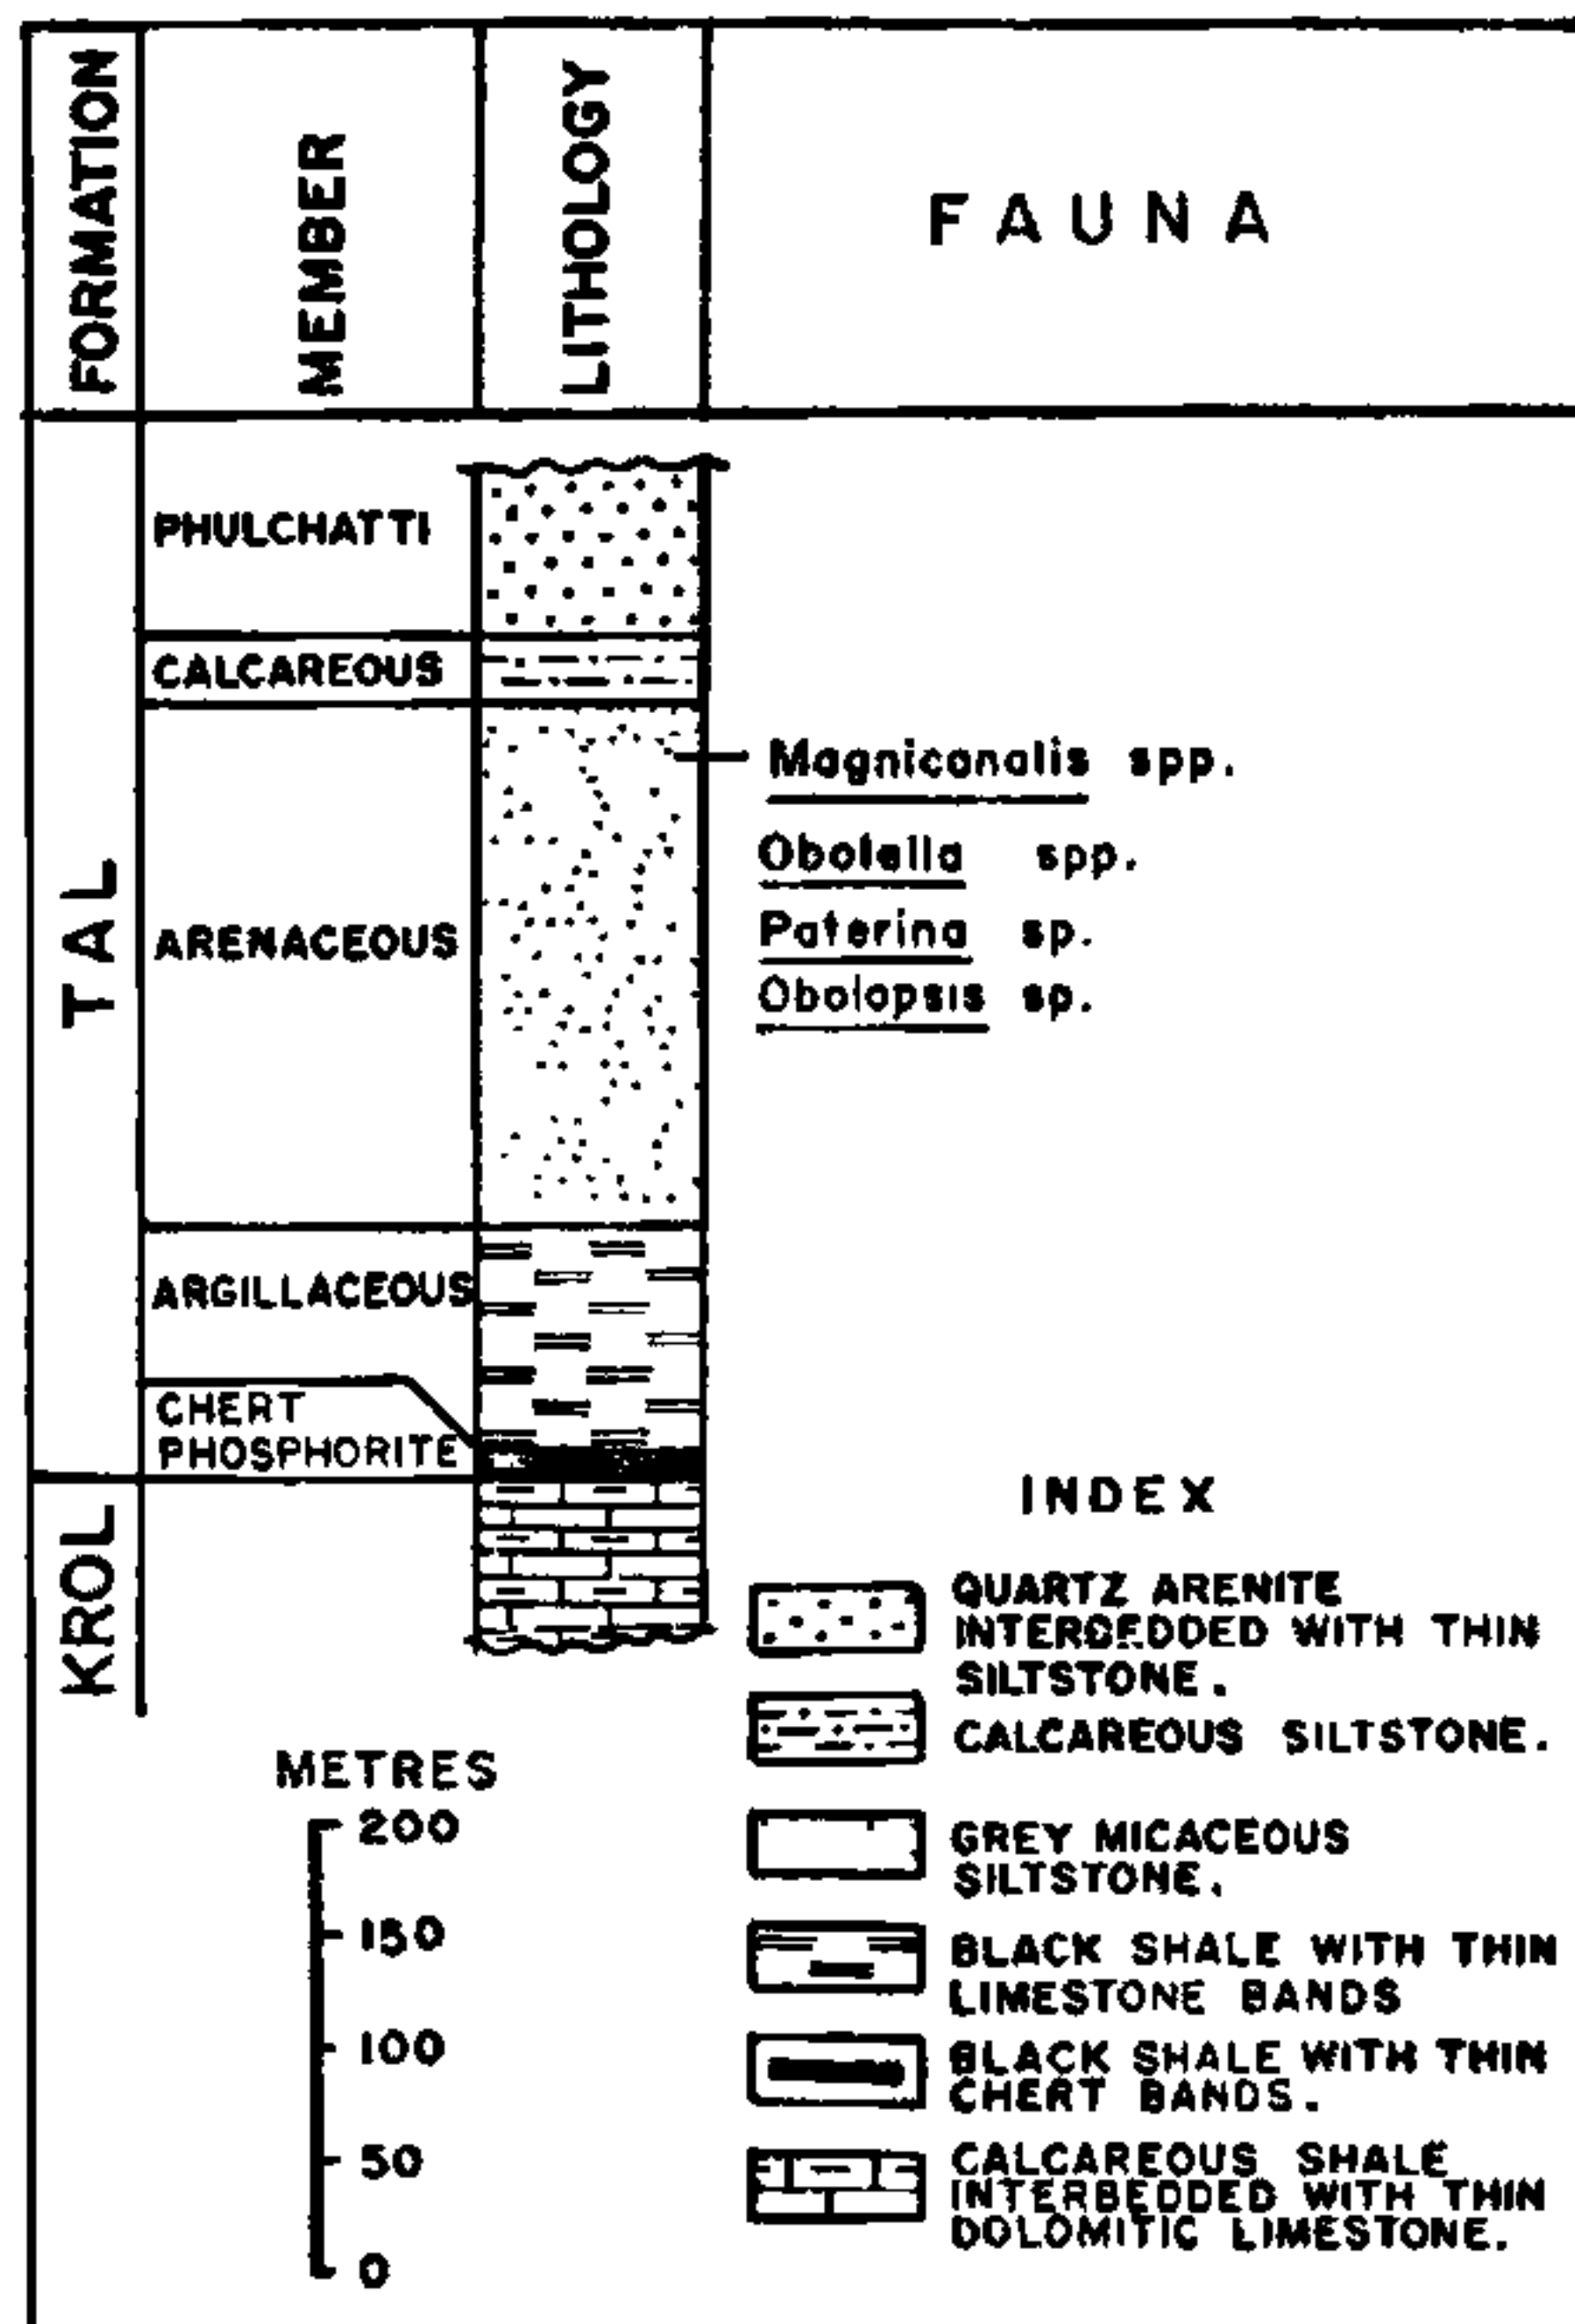 FORMATION
MEMBER
LITHOLOGY
FAUNA
TAL
PHULCHATTI
CALCAREOUS
ARENACEOUS
Magnicanalis spp.
Obolella spp.
Paterina sp.
Obolopsis sp.
ARGILLACEOUS
CHERT
PHOSPHORITE
KROL
INDEX
QUARTZ ARENITE
INTERBEDDED WITH THIN
SILTSTONE.
CALCAREOUS SILTSTONE.
GREY MICACEOUS
SILTSTONE.
BLACK SHALE WITH THIN
LIMESTONE BANDS
BLACK SHALE WITH THIN
CHERT BANDS.
CALCAREOUS SHALE
INTERBEDDED WITH THIN
DOLOMITIC LIMESTONE.
METRES
200
150
100
50
0